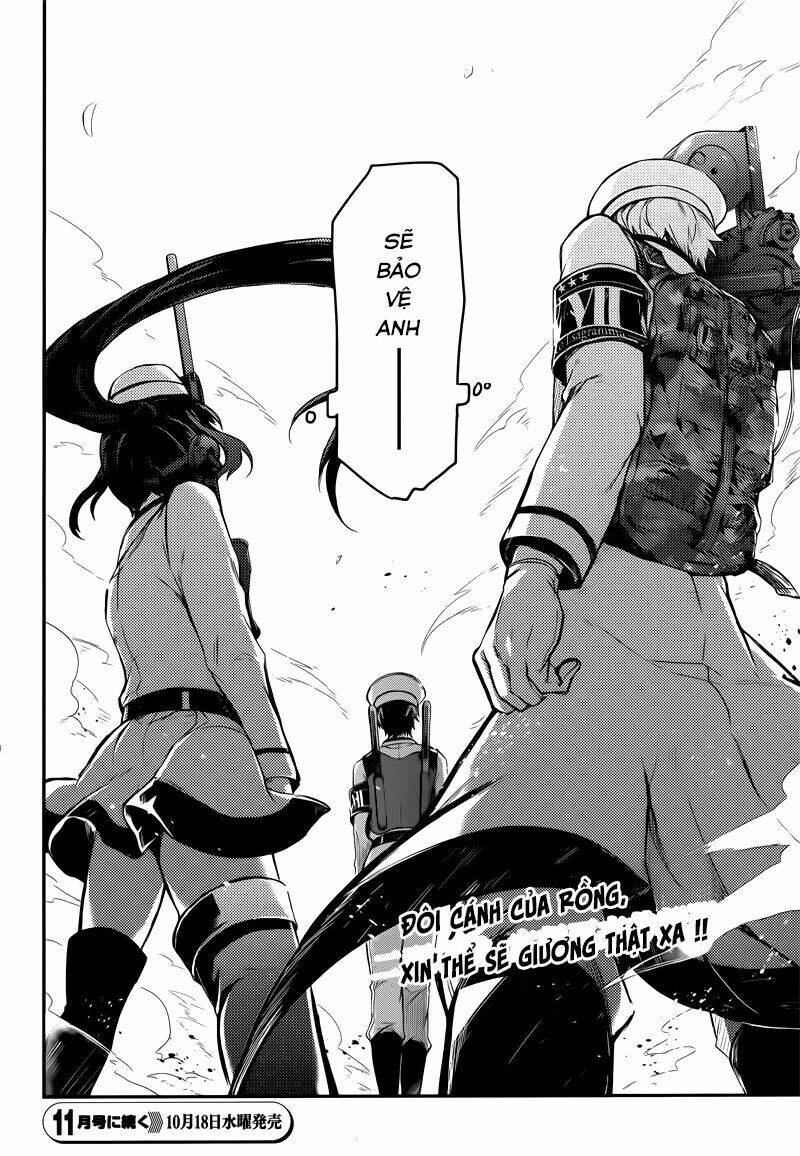 SẼ
BẢO
VỆ
ANH
VII
ĐÔI CÁNH CỦA RỒNG,
XIN THỀ SẼ GIƯƠNG THẬT XA !!
11月号に続く 10月18日水曜発売